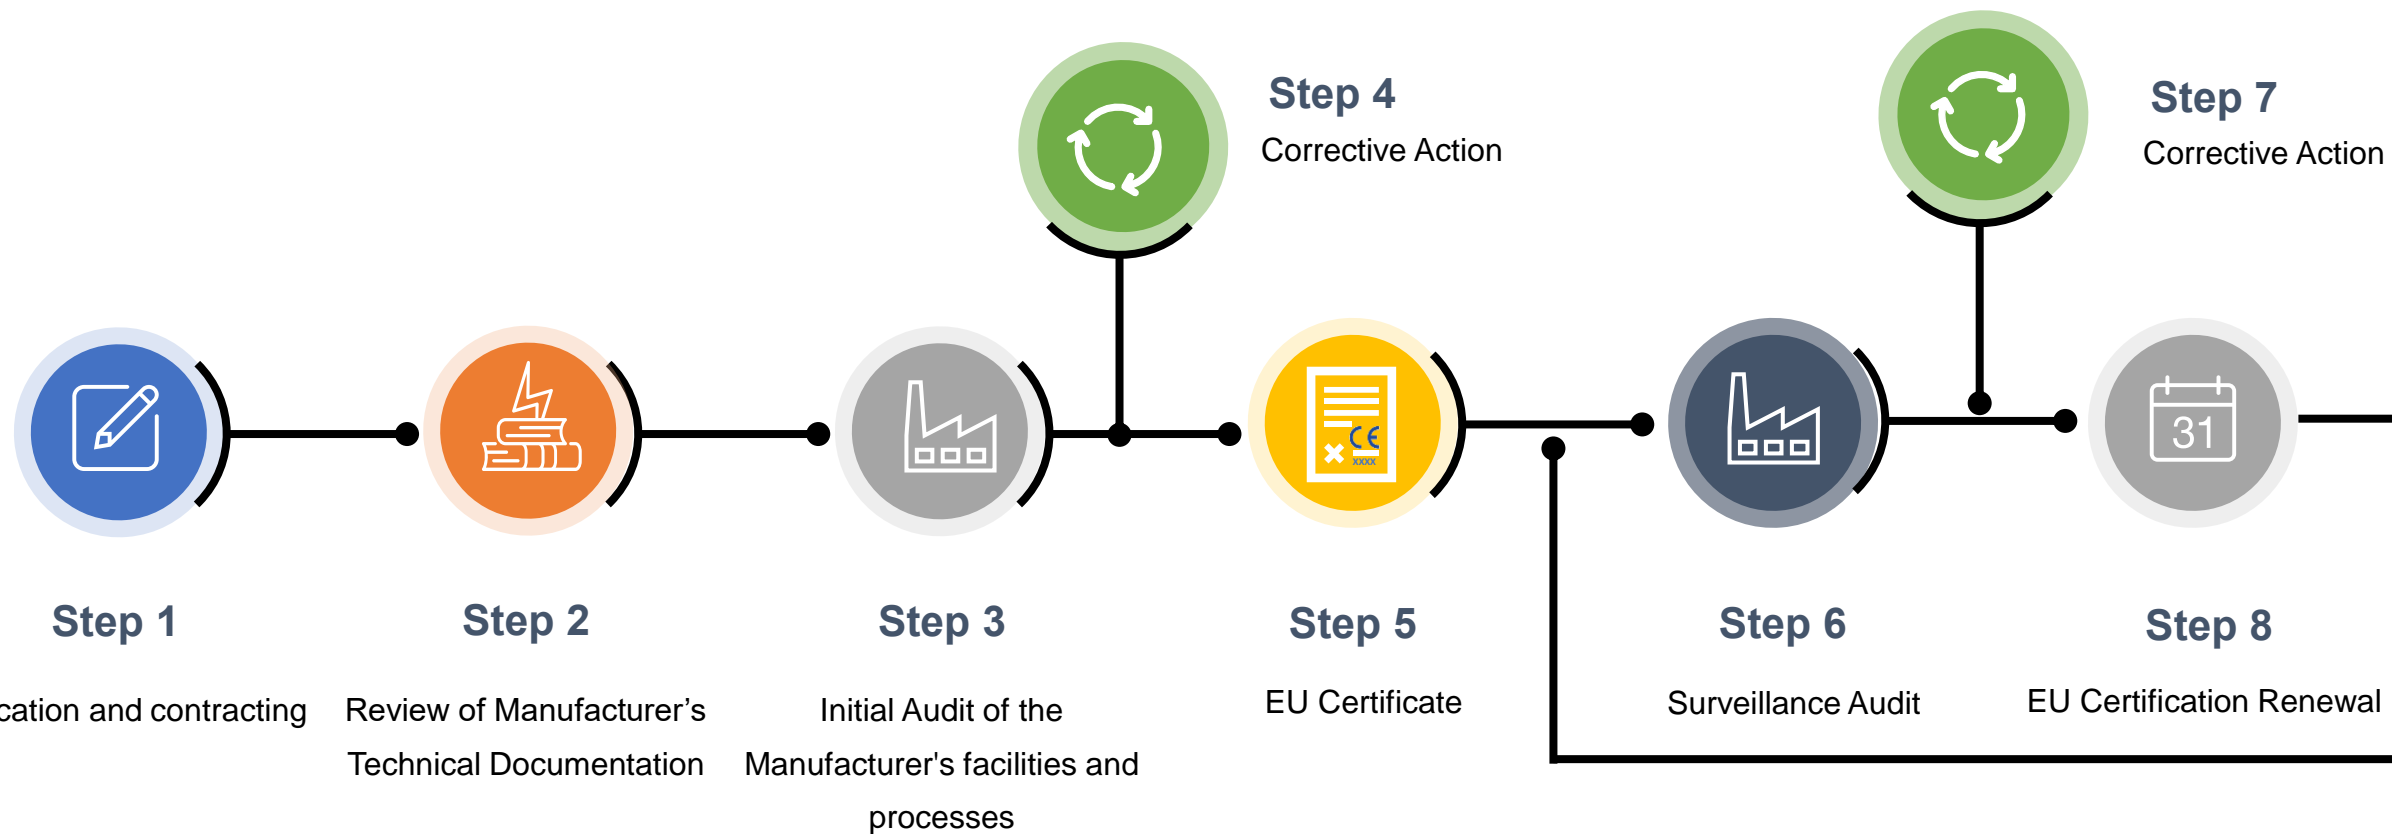 Step 4
Corrective Action
Step 7
Corrective Action
CE
xxxx
31
Step 1
cation and contracting
Step 2
Review of Manufacturer’s
Technical Documentation
Step 3
Initial Audit of the
Manufacturer's facilities and
processes
Step 5
EU Certificate
Step 6
Surveillance Audit
Step 8
EU Certification Renewal